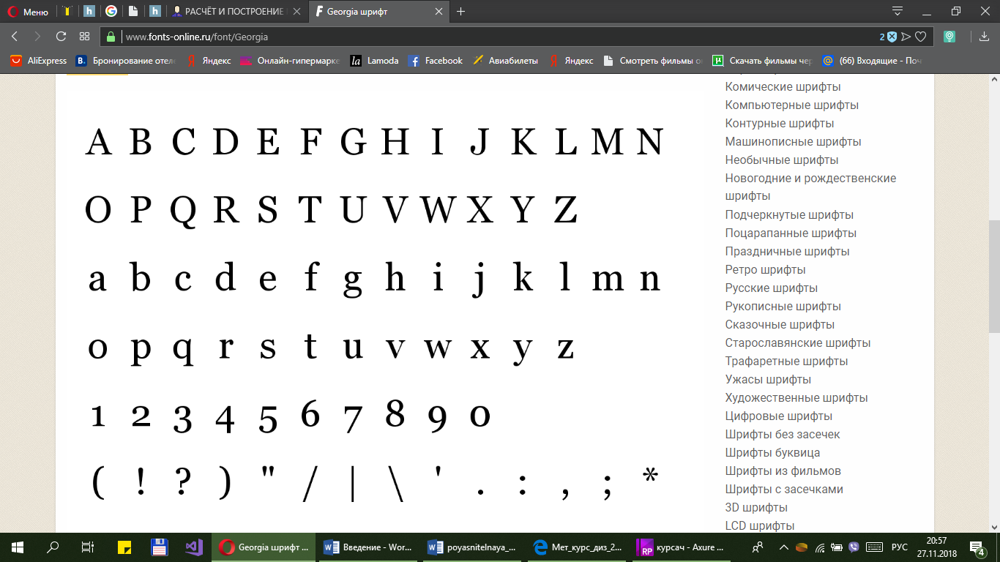 Меню
РАСЧЁТ И ПОСТРОЕНИЕ
Georgia шрифт
www.fonts-online.ru/font/Georgia
2
AliExpress
Бронирование отеле
Яндекс
Онлайн-гипермарке
Lamoda
Facebook
Авиабилеты
Яндекс
Смотреть фильмы о
Скачать фильмы чер
(66) Входящие - Поч
A B C D E F G H I J K L M N
O P Q R S T U V W X Y Z
a b c d e f g h i j k l m n
o p q r s t u v w x y z
1 2 3 4 5 6 7 8 9 0
( ! ? ) " / | \ ' . : , ; *
Комические шрифты
Компьютерные шрифты
Контурные шрифты
Машинописные шрифты
Необычные шрифты
Новогодние и рождественские
шрифты
Подчеркнутые шрифты
Поцарапанные шрифты
Праздничные шрифты
Ретро шрифты
Русские шрифты
Рукописные шрифты
Сказочные шрифты
Старославянские шрифты
Трафаретные шрифты
Ужасы шрифты
Художественные шрифты
Цифровые шрифты
Шрифты без засечек
Шрифты буквица
Шрифты из фильмов
Шрифты с засечками
3D шрифты
LCD шрифты
Georgia шрифт ...
Введение - Wor...
poyasnitelnaya_...
Мет_курс_диз_2...
курсач - Axure ...
РУС
20:57
27.11.2018
4